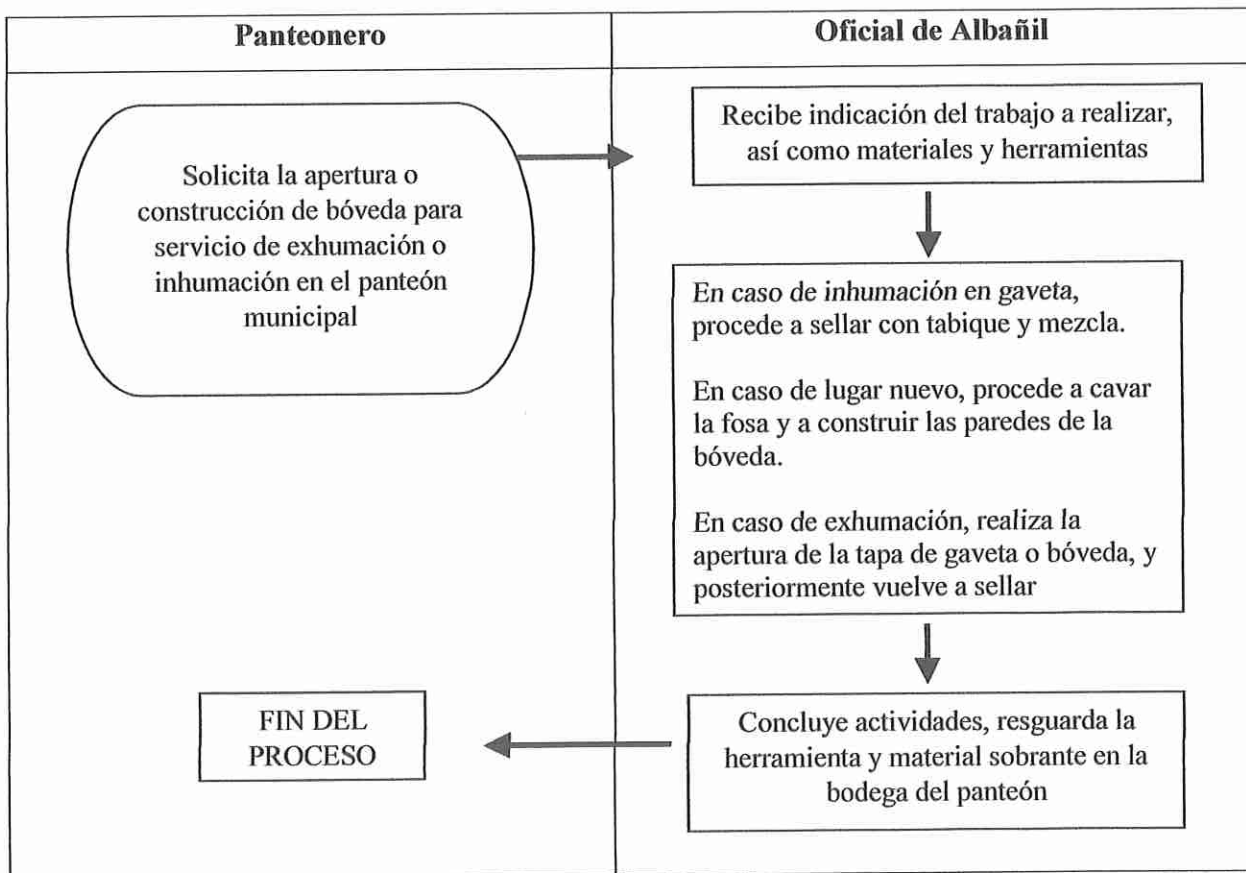 Panteonero
Oficial de Albañil
Solicita la apertura o
construcción de bóveda para
servicio de exhumación o
inhumación en el panteón
municipal
Recibe indicación del trabajo a realizar,
así como materiales y herramientas
En caso de inhumación en gaveta,
procede a sellar con tabique y mezcla.
En caso de lugar nuevo, procede a cavar
la fosa y a construir las paredes de la
bóveda.
En caso de exhumación, realiza la
apertura de la tapa de gaveta o bóveda, y
posteriormente vuelve a sellar
Concluye actividades, resguarda la
herramienta y material sobrante en la
bodega del panteón
FIN DEL
PROCESO